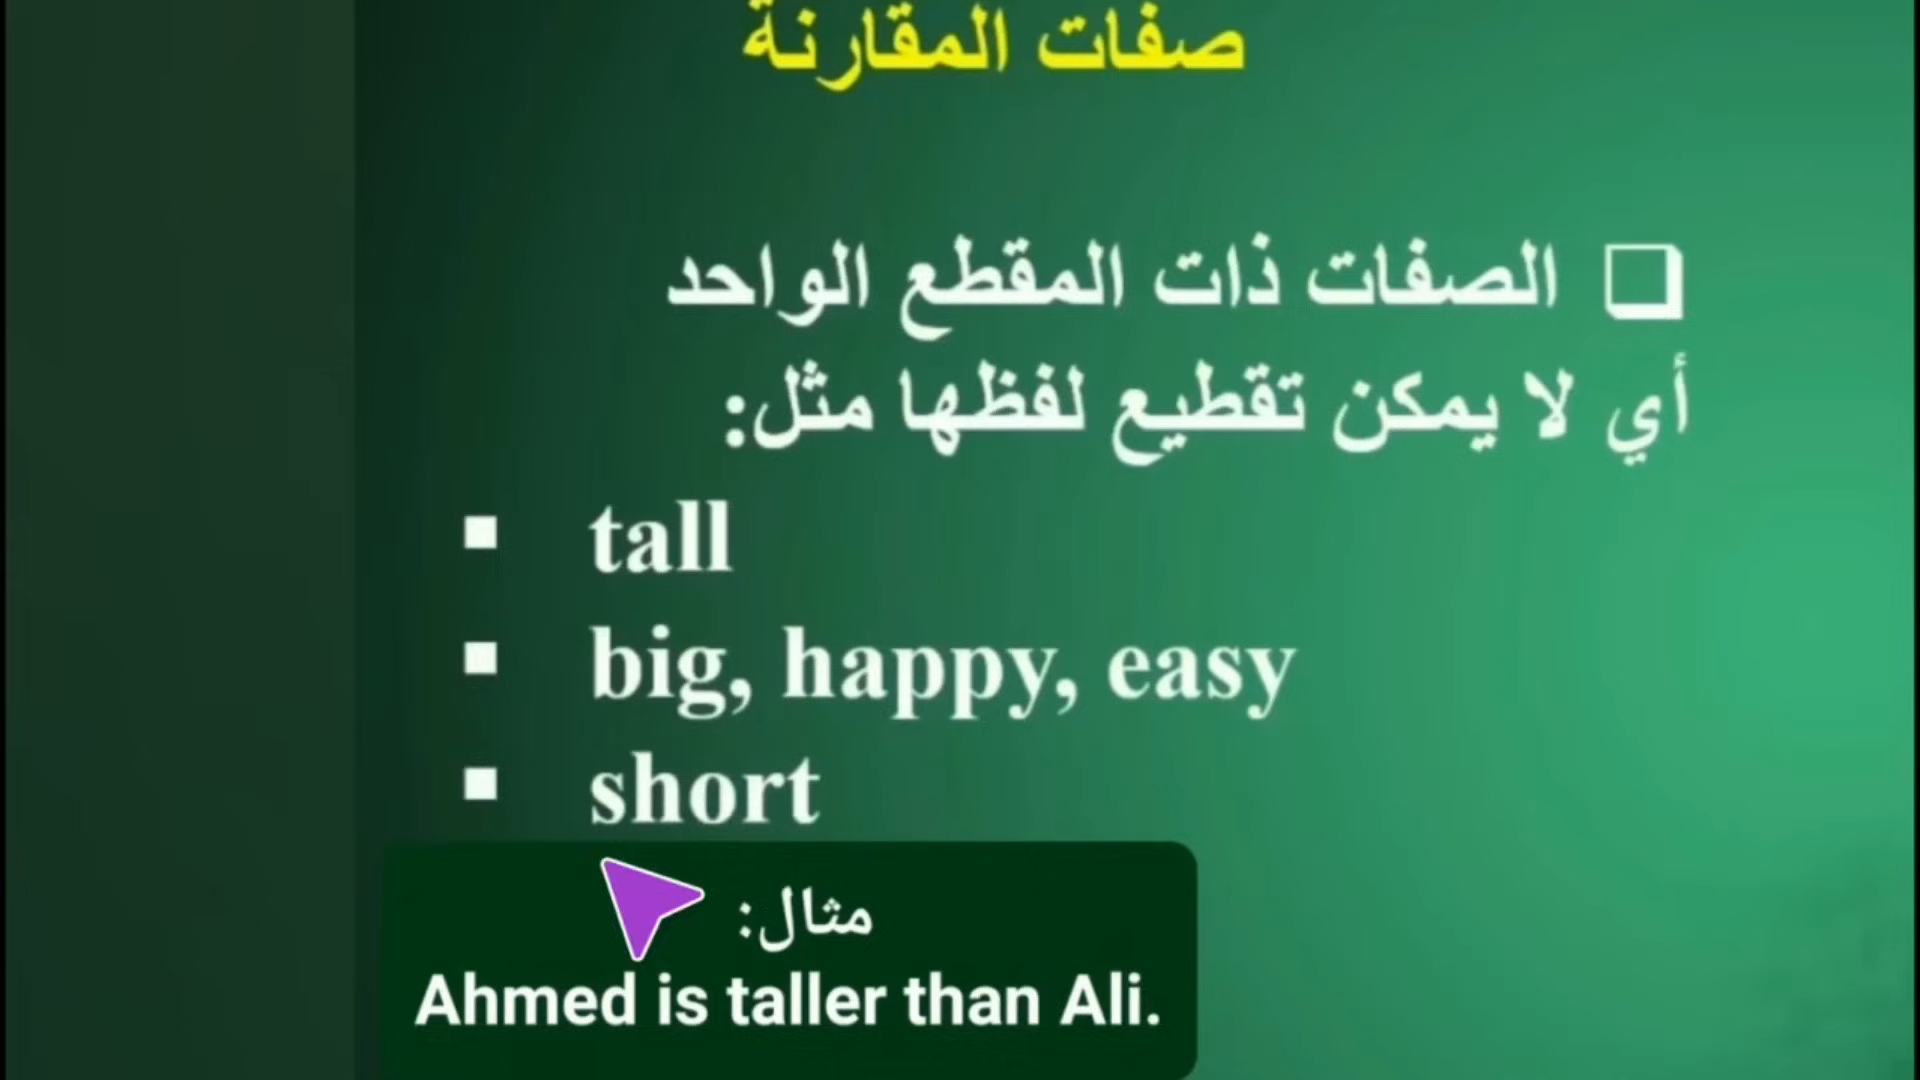 صفات المقارنة
❑ الصفات ذات المقطع الواحد
أي لا يمكن تقطيع لفظها مثل:
▪ tall
▪ big, happy, easy
▪ short
مثال:
Ahmed is taller than Ali.